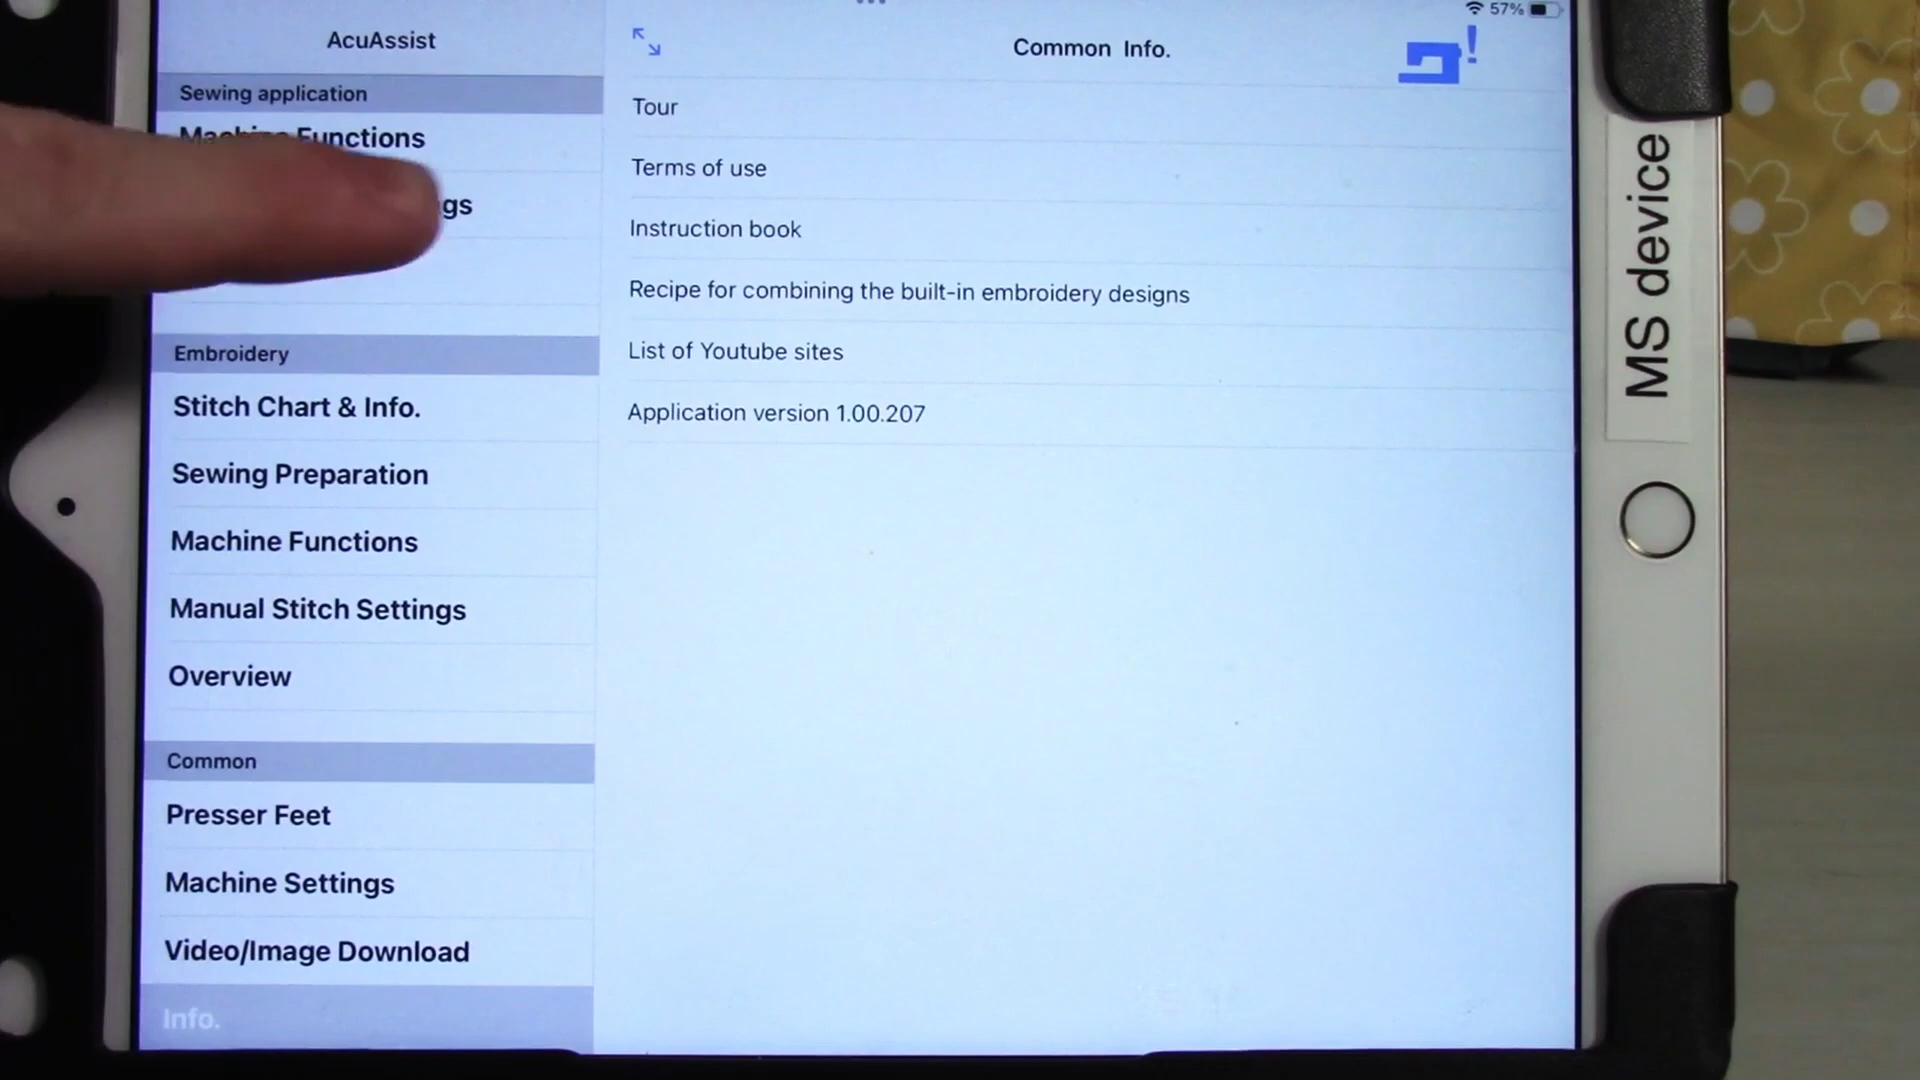 57%
AcuAssist
Common Info.
Sewing application
Machine Functions
Embroidery
Stitch Chart & Info.
Sewing Preparation
Machine Functions
Manual Stitch Settings
Overview
Common
Presser Feet
Machine Settings
Video/Image Download
Info.
Tour
Terms of use
Instruction book
Recipe for combining the built-in embroidery designs
List of Youtube sites
Application version 1.00.207
MS device